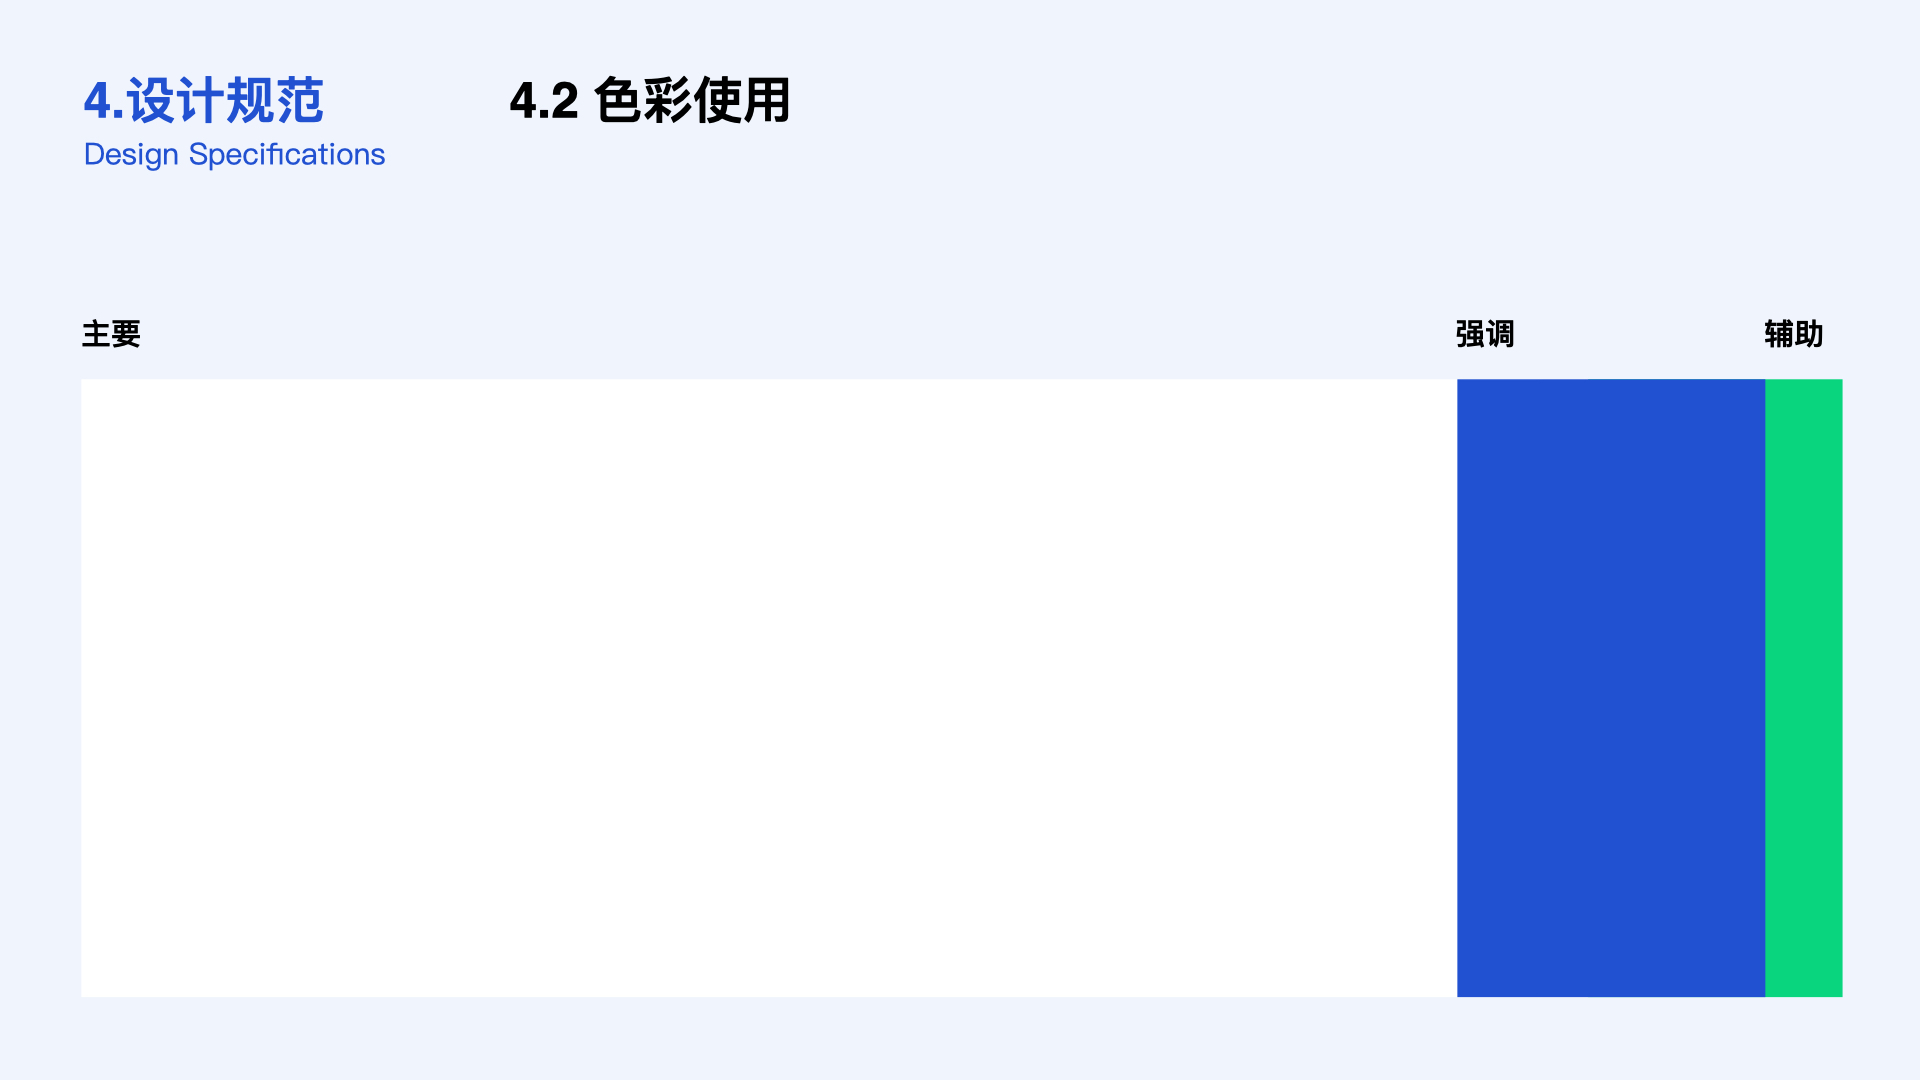 4.设计规范
Design Specifications
4.2 色彩使用
主要
强调
辅助